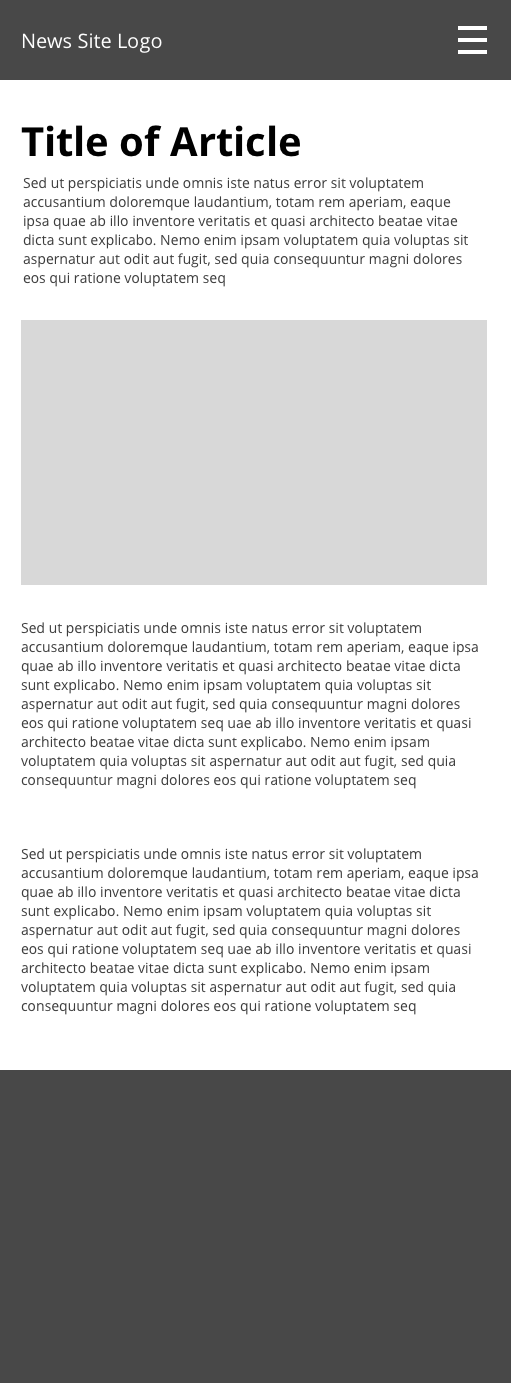 News Site Logo
Title of Article
Sed ut perspiciatis unde omnis iste natus error sit voluptatem
accusantium doloremque laudantium, totam rem aperiam, eaque
ipsa quae ab illo inventore veritatis et quasi architecto beatae vitae
dicta sunt explicabo. Nemo enim ipsam voluptatem quia voluptas sit
aspernatur aut odit aut fugit, sed quia consequuntur magni dolores
eos qui ratione voluptatem seq
Sed ut perspiciatis unde omnis iste natus error sit voluptatem
accusantium doloremque laudantium, totam rem aperiam, eaque ipsa
quae ab illo inventore veritatis et quasi architecto beatae vitae dicta
sunt explicabo. Nemo enim ipsam voluptatem quia voluptas sit
aspernatur aut odit aut fugit, sed quia consequuntur magni dolores
eos qui ratione voluptatem seq uae ab illo inventore veritatis et quasi
architecto beatae vitae dicta sunt explicabo. Nemo enim ipsam
voluptatem quia voluptas sit aspernatur aut odit aut fugit, sed quia
consequuntur magni dolores eos qui ratione voluptatem seq
Sed ut perspiciatis unde omnis iste natus error sit voluptatem
accusantium doloremque laudantium, totam rem aperiam, eaque ipsa
quae ab illo inventore veritatis et quasi architecto beatae vitae dicta
sunt explicabo. Nemo enim ipsam voluptatem quia voluptas sit
aspernatur aut odit aut fugit, sed quia consequuntur magni dolores
eos qui ratione voluptatem seq uae ab illo inventore veritatis et quasi
architecto beatae vitae dicta sunt explicabo. Nemo enim ipsam
voluptatem quia voluptas sit aspernatur aut odit aut fugit, sed quia
consequuntur magni dolores eos qui ratione voluptatem seq